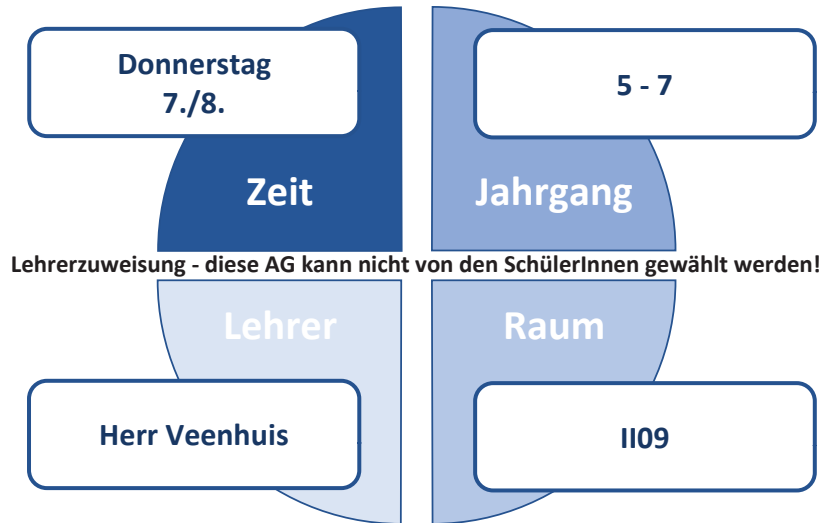 Donnerstag
7./8.
5 - 7
Zeit
Jahrgang
Lehrerzuweisung - diese AG kann nicht von den SchülerInnen gewählt werden!
Lehrer
Raum
Herr Veenhuis
II09